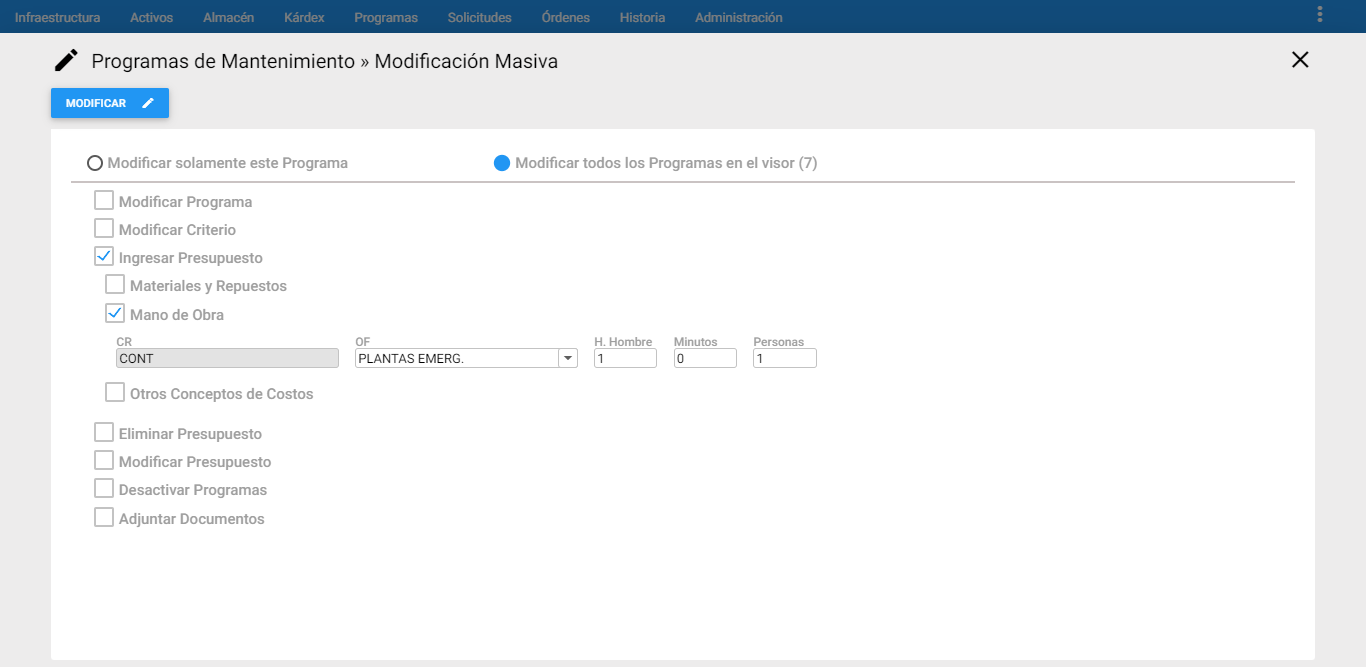 Infraestructura Activos Almacén Kárdex Programas Solicitudes Órdenes Historia Administración
Programas de Mantenimiento » Modificación Masiva
MODIFICAR
Modificar solamente este Programa Modificar todos los Programas en el visor (7)
Modificar Programa
Modificar Criterio
Ingresar Presupuesto
Materiales y Repuestos
Mano de Obra
CR OF H. Hombre Minutos Personas
CONT PLANTAS EMERG. 1 0 1
Otros Conceptos de Costos
Eliminar Presupuesto
Modificar Presupuesto
Desactivar Programas
Adjuntar Documentos